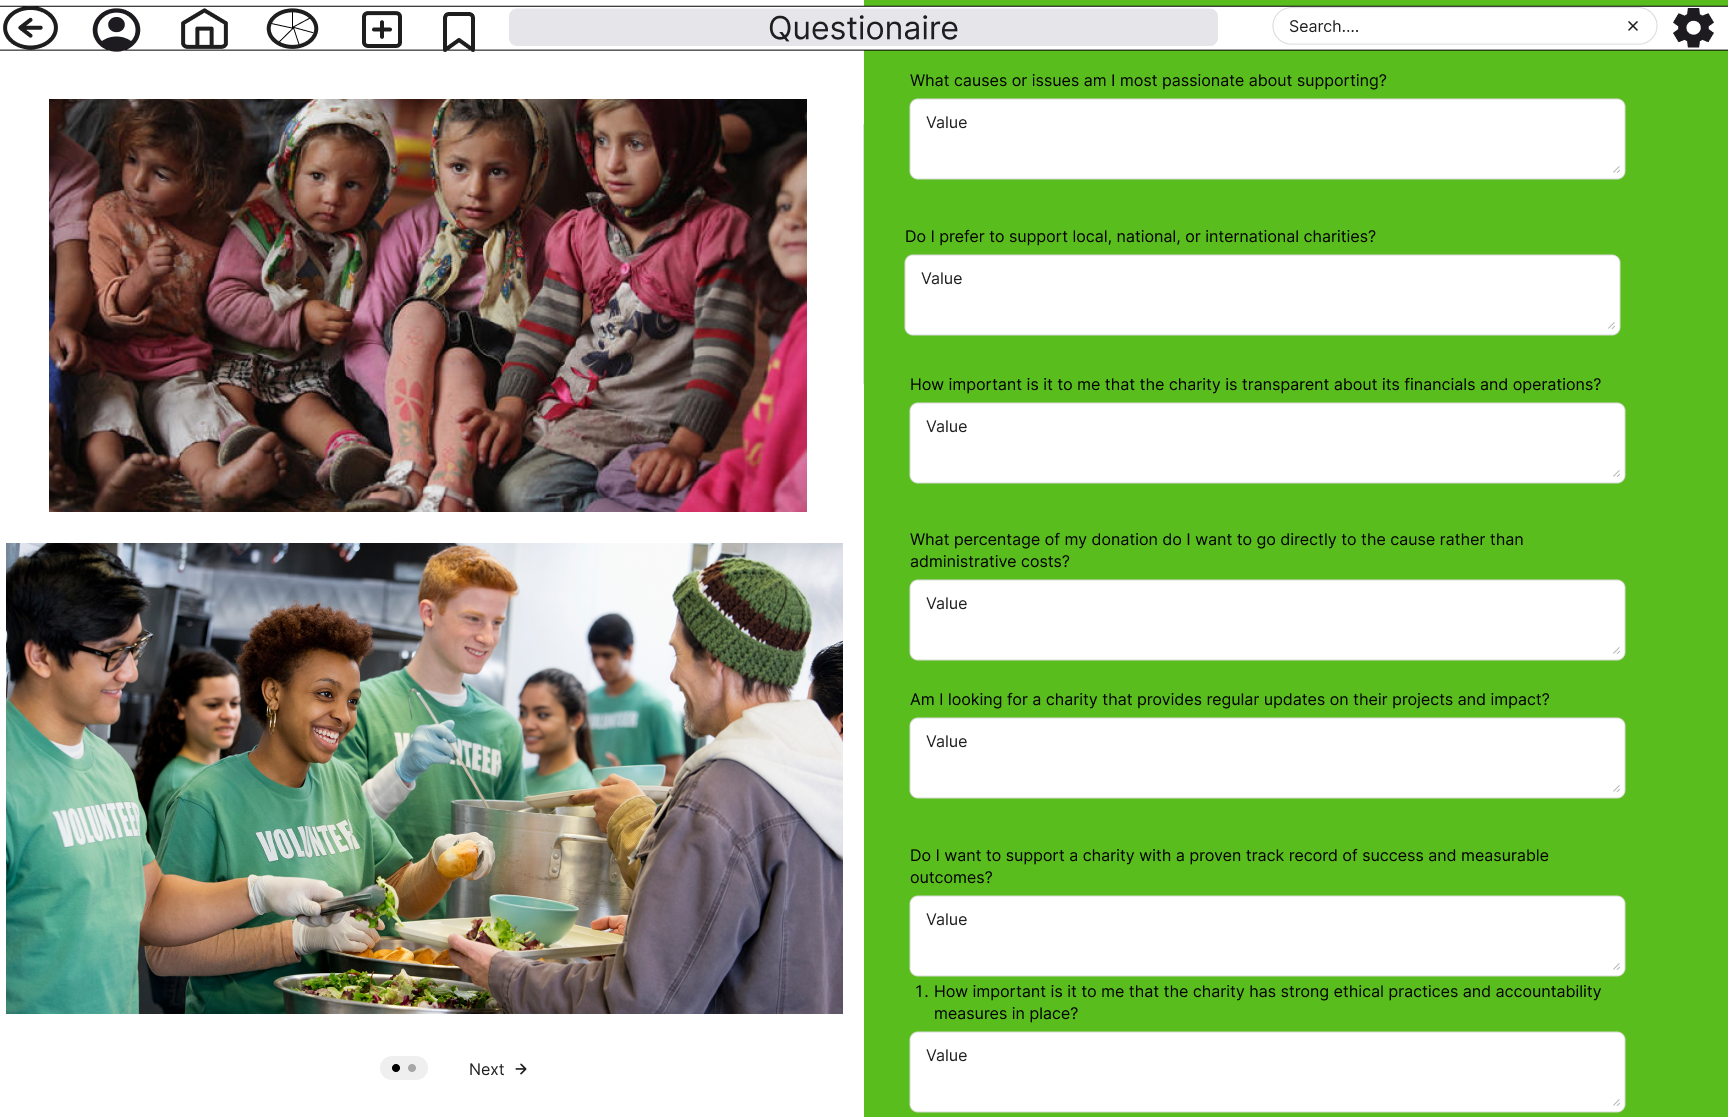 Questionaire
Search....
What causes or issues am I most passionate about supporting?
Value
Do I prefer to support local, national, or international charities?
Value
How important is it to me that the charity is transparent about its financials and operations?
Value
What percentage of my donation do I want to go directly to the cause rather than
administrative costs?
Value
Am I looking for a charity that provides regular updates on their projects and impact?
Value
Do I want to support a charity with a proven track record of success and measurable
outcomes?
Value
1. How important is it to me that the charity has strong ethical practices and accountability
measures in place?
Value
VOLUNTEER
VOLUNTEER
VOLUNTEER
VOLUNTEER
Next